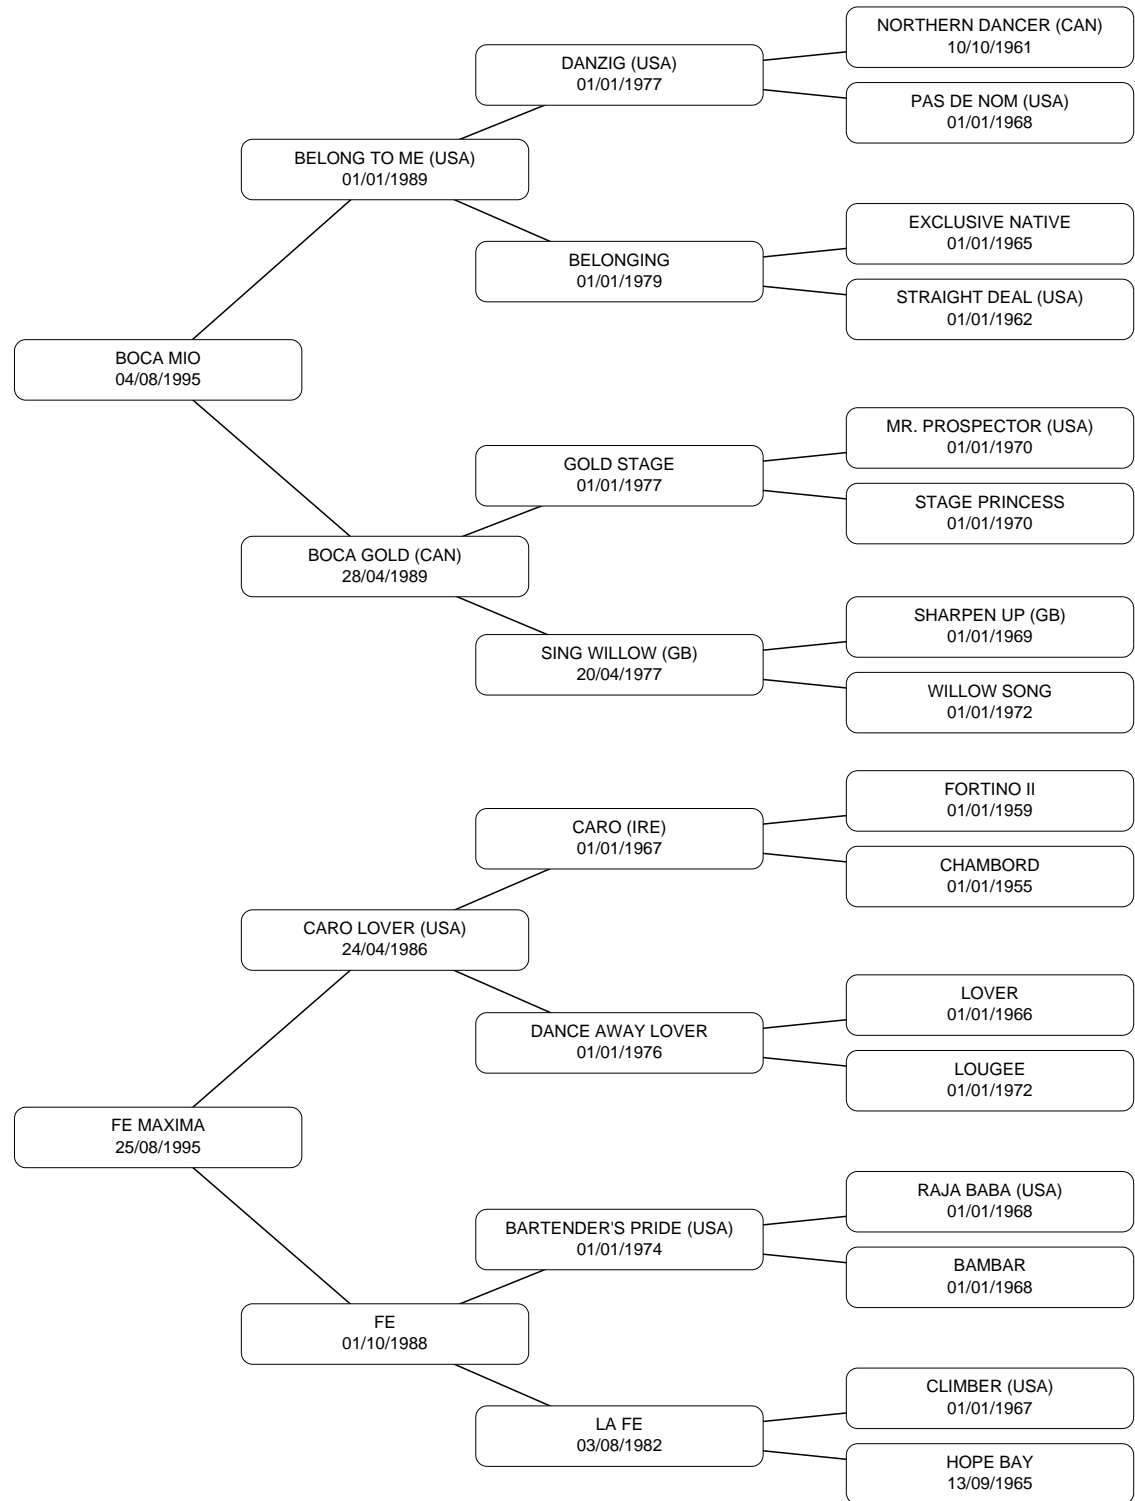 NORTHERN DANCER (CAN)
10/10/1961
DANZIG (USA)
01/01/1977
PAS DE NOM (USA)
01/01/1968
BELONG TO ME (USA)
01/01/1989
EXCLUSIVE NATIVE
01/01/1965
BELONGING
01/01/1979
STRAIGHT DEAL (USA)
01/01/1962
BOCA MIO
04/08/1995
MR. PROSPECTOR (USA)
01/01/1970
GOLD STAGE
01/01/1977
STAGE PRINCESS
01/01/1970
BOCA GOLD (CAN)
28/04/1989
SHARPEN UP (GB)
01/01/1969
SING WILLOW (GB)
20/04/1977
WILLOW SONG
01/01/1972
FORTINO II
01/01/1959
CARO (IRE)
01/01/1967
CHAMBORD
01/01/1955
CARO LOVER (USA)
24/04/1986
LOVER
01/01/1966
DANCE AWAY LOVER
01/01/1976
LOUGEE
01/01/1972
FE MAXIMA
25/08/1995
RAJA BABA (USA)
01/01/1968
BARTENDER'S PRIDE (USA)
01/01/1974
BAMBAR
01/01/1968
FE
01/10/1988
CLIMBER (USA)
01/01/1967
LA FE
03/08/1982
HOPE BAY
13/09/1965